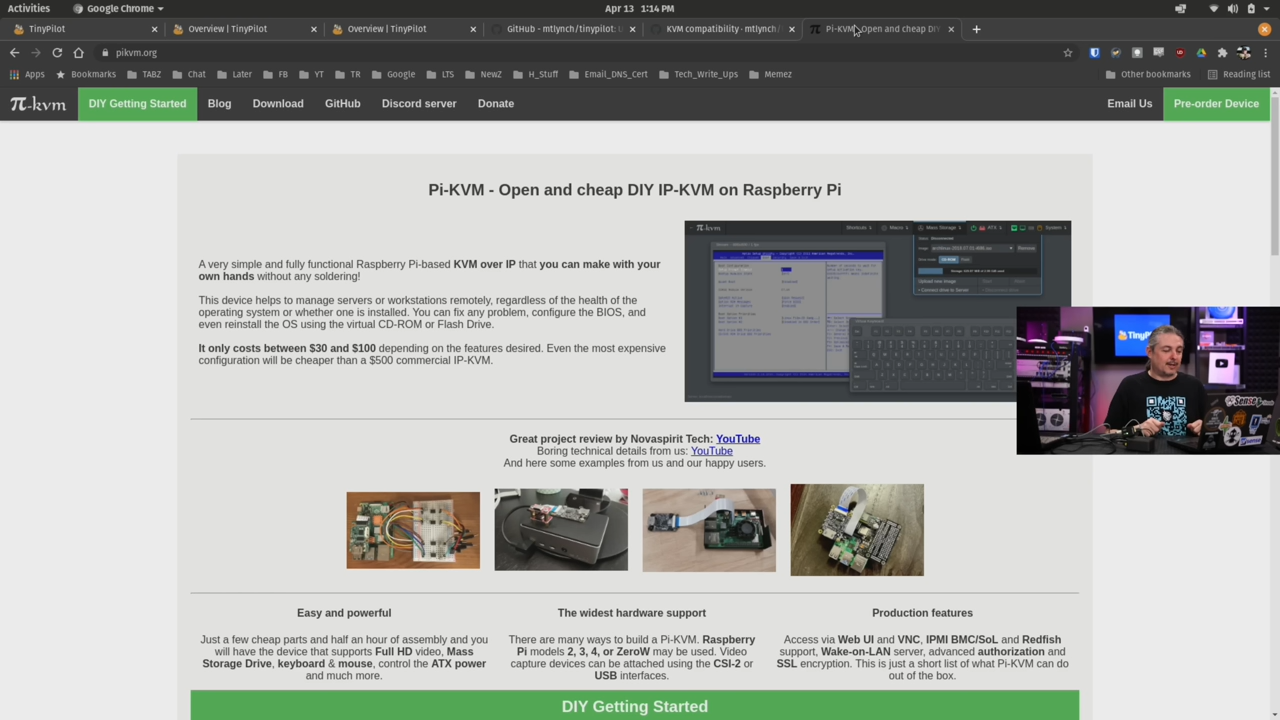 Activities
Google Chrome
Apr 13 1:14 PM
TinyPilot
Overview | TinyPilot
Overview | TinyPilot
GitHub - mtlynch/tinypilot:
KVM compatibility · mtlynch/
Pi-KVM Open and cheap DI
pikvm.org
Apps
Bookmarks
TABZ
Chat
Later
FB
YT
TR
Google
LTS
NewZ
H_Stuff
Email_DNS_Cert
Tech_Write_Ups
Memez
Other bookmarks
Reading list
π-kvm
DIY Getting Started
Blog
Download
GitHub
Discord server
Donate
Email Us
Pre-order Device
Pi-KVM - Open and cheap DIY IP-KVM on Raspberry Pi
A very simple and fully functional Raspberry Pi-based KVM over IP that you can make with your
own hands without any soldering!
This device helps to manage servers or workstations remotely, regardless of the health of the
operating system or whether one is installed. You can fix any problem, configure the BIOS, and
even reinstall the OS using the virtual CD-ROM or Flash Drive.
It only costs between $30 and $100 depending on the features desired. Even the most expensive
configuration will be cheaper than a $500 commercial IP-KVM.
π-kvm
Shortcuts
Macro
Mass Storage
ATX
System
Great project review by Novaspirit Tech: YouTube
Boring technical details from us: YouTube
And here some examples from us and our happy users.
Easy and powerful
Just a few cheap parts and half an hour of assembly and you
will have the device that supports Full HD video, Mass
Storage Drive, keyboard & mouse, control the ATX power
and much more.
The widest hardware support
There are many ways to build a Pi-KVM. Raspberry
Pi models 2, 3, 4, or ZeroW may be used. Video
capture devices can be attached using the CSI-2 or
USB interfaces.
Production features
Access via Web UI and VNC, IPMI BMC/SoL and Redfish
support, Wake-on-LAN server, advanced authorization and
SSL encryption. This is just a short list of what Pi-KVM can do
out of the box.
DIY Getting Started